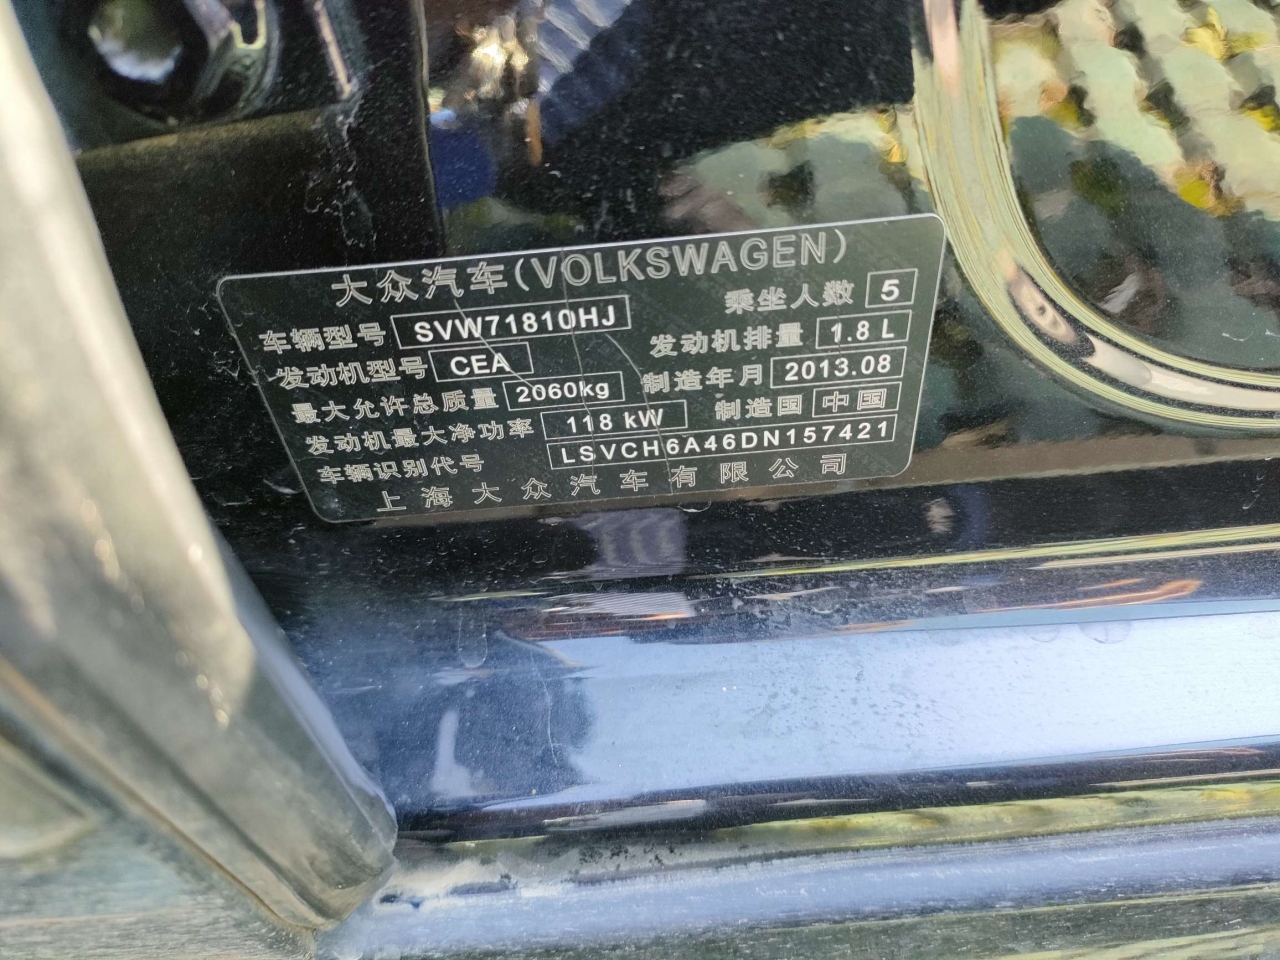 大众汽车(VOLKSWAGEN)
车辆型号 SVW71810HJ 乘坐人数 5
发动机型号 CEA 发动机排量 1.8 L
最大允许总质量 2060kg 制造年月 2013.08
发动机最大净功率 118 kW 制造国 中国
车辆识别代号 LSVCH6A46DN157421
上海大众汽车有限公司